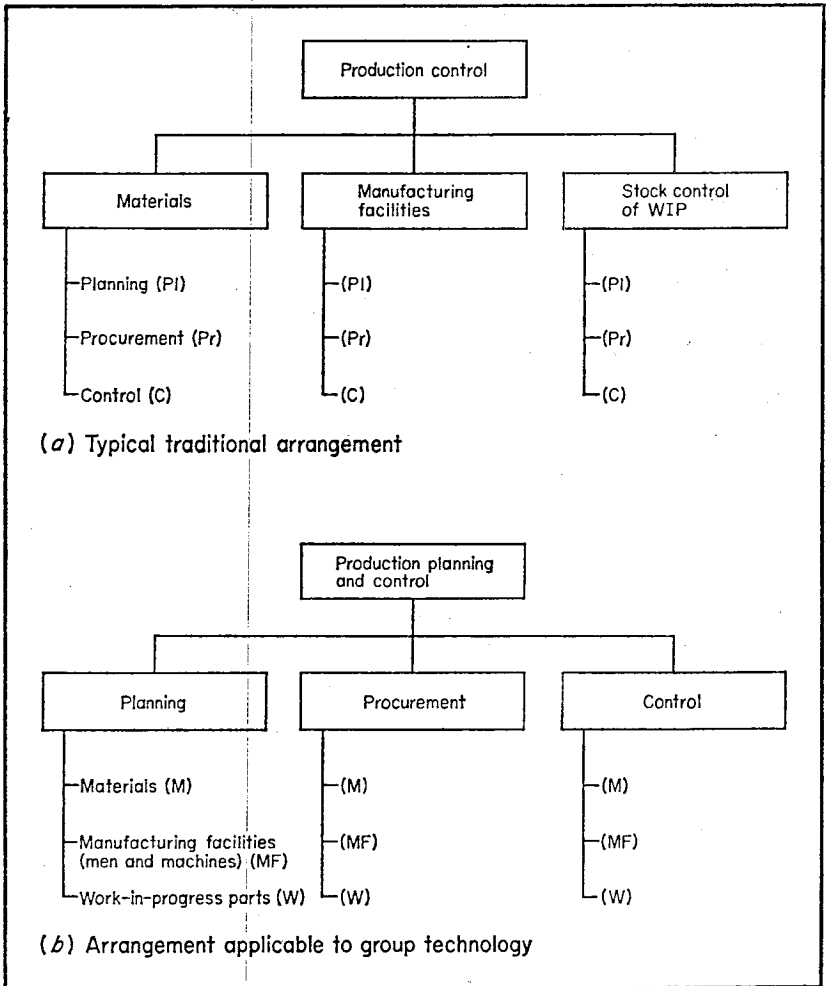 Production control
Materials
Manufacturing
facilities
Stock control
of WIP
Planning (Pl)
Procurement (Pr)
Control (C)
(Pl)
(Pr)
(C)
(Pl)
(Pr)
(C)
(a) Typical traditional arrangement
Production planning
and control
Planning
Procurement
Control
Materials (M)
Manufacturing facilities
(men and machines) (MF)
Work-in-progress parts (W)
(M)
(MF)
(W)
(M)
(MF)
(W)
(b) Arrangement applicable to group technology